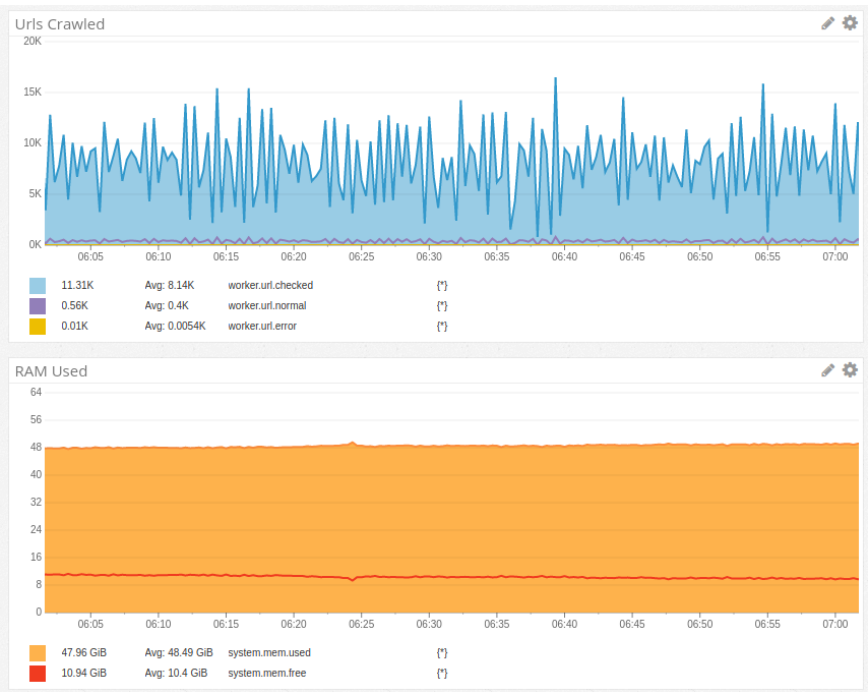 Urls Crawled
20K
15K
10K
5K
0K
06:05 06:10 06:15 06:20 06:25 06:30 06:35 06:40 06:45 06:50 06:55 07:00
11.31K Avg: 8.14K worker.url.checked {*}
0.56K Avg: 0.4K worker.url.normal {*}
0.01K Avg: 0.0054K worker.url.error {*}
RAM Used
64
56
48
40
32
24
16
8
0
06:05 06:10 06:15 06:20 06:25 06:30 06:35 06:40 06:45 06:50 06:55 07:00
47.96 GiB Avg: 48.49 GiB system.mem.used {*}
10.94 GiB Avg: 10.4 GiB system.mem.free {*}